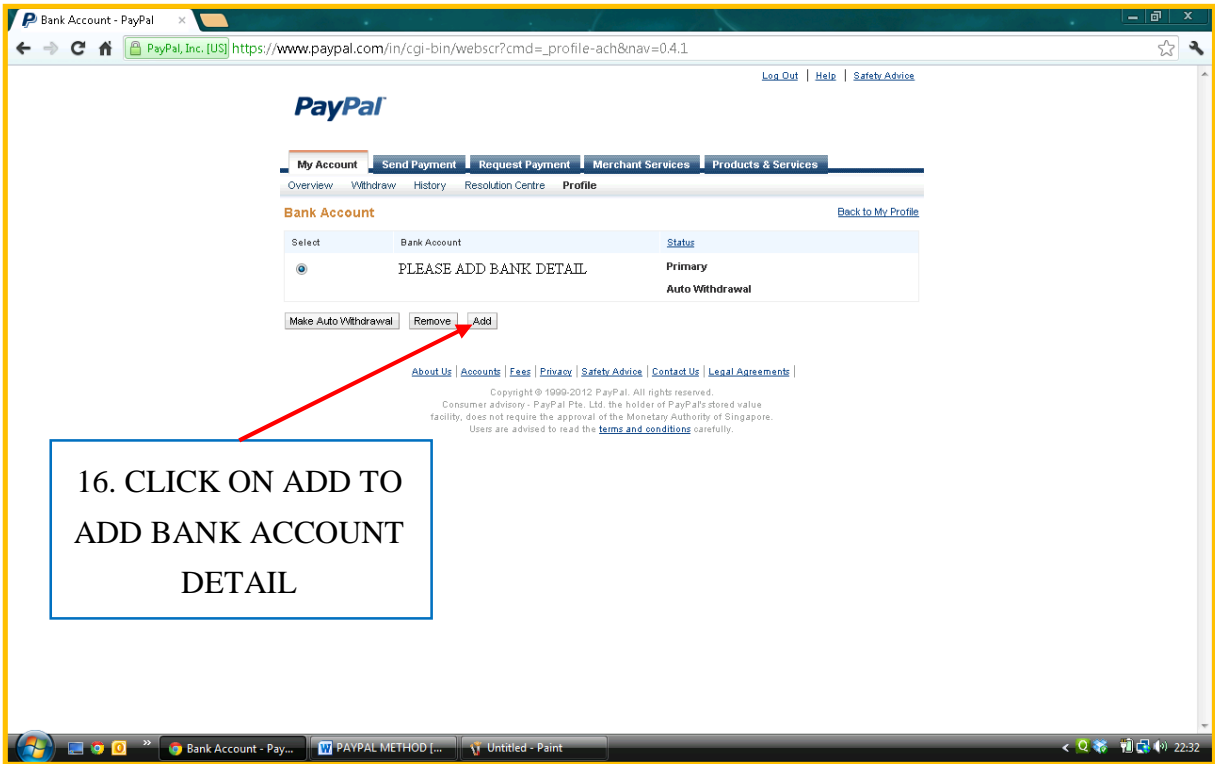 Bank Account - PayPal
PayPal, Inc. [US] https://www.paypal.com/in/cgi-bin/webscr?cmd=_profile-ach&nav=0.4.1
Log Out | Help | Safety Advice
PayPal
My Account Send Payment Request Payment Merchant Services Products & Services
Overview Withdraw History Resolution Centre Profile
Bank Account Back to My Profile
Select Bank Account Status
PLEASE ADD BANK DETAIL Primary
Auto Withdrawal
Make Auto Withdrawal Remove Add
About Us | Accounts | Fees | Privacy | Safety Advice | Contact Us | Legal Agreements |
Copyright © 1999-2012 PayPal. All rights reserved.
Consumer advisory - PayPal Pte. Ltd. the holder of PayPal's stored value
facility, does not require the approval of the Monetary Authority of Singapore.
Users are advised to read the terms and conditions carefully.
16. CLICK ON ADD TO
ADD BANK ACCOUNT
DETAIL
Bank Account - Pay... PAYPAL METHOD [... Untitled - Paint 22:32